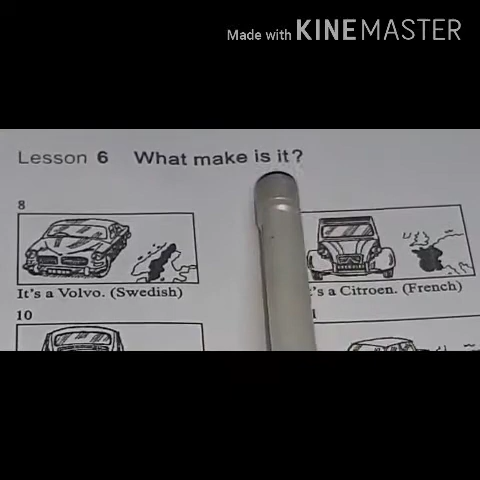 Made with KINEMASTER
Lesson 6 What make is it?
8
It's a Volvo. (Swedish)
's a Citroen. (French)
10